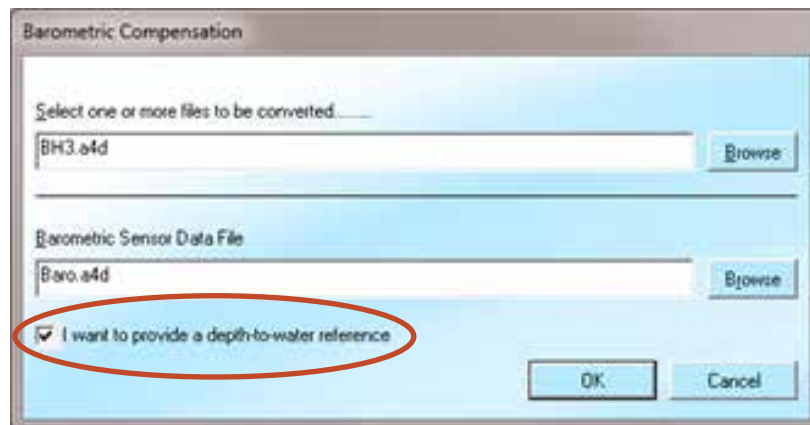 Barometric Compensation
Select one or more files to be converted........
BH3.a4d
Browse
Barometric Sensor Data File
Baro.a4d
Browse
I want to provide a depth-to-water reference
OK Cancel